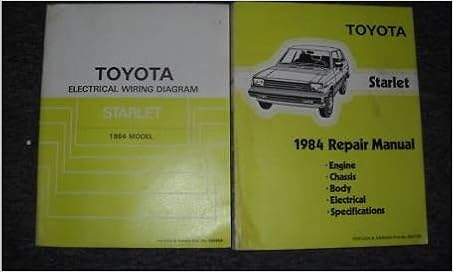 TOYOTA
ELECTRICAL WIRING DIAGRAM
STARLET
1984 MODEL
TOYOTA
Starlet
1984 Repair Manual
· Engine
· Chassis
· Body
· Electrical
· Specifications